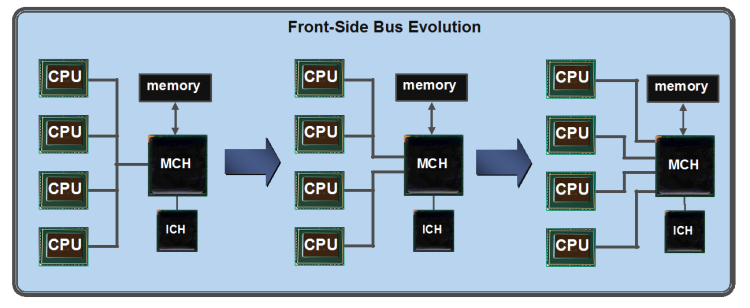 Front-Side Bus Evolution
CPU
CPU
CPU
CPU
memory
MCH
ICH
CPU
CPU
CPU
CPU
memory
MCH
ICH
CPU
CPU
CPU
CPU
memory
MCH
ICH